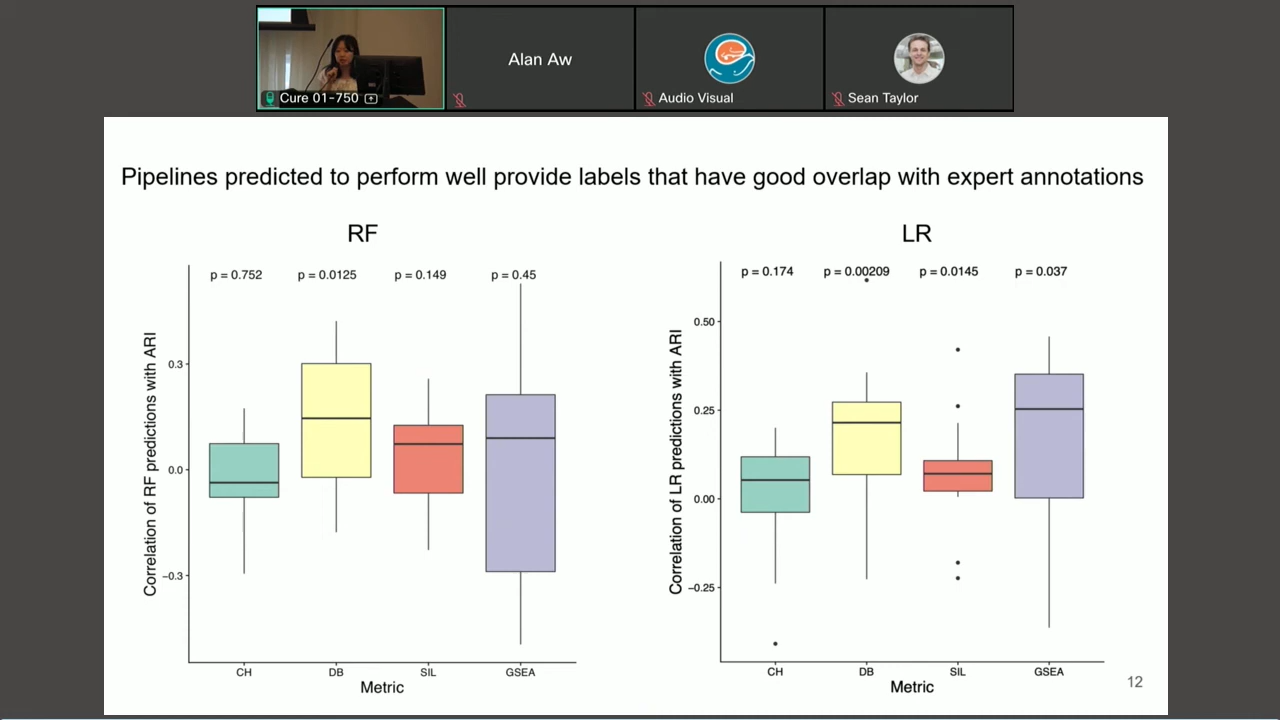 Cure 01-750
Alan Aw
Audio Visual
Sean Taylor
Pipelines predicted to perform well provide labels that have good overlap with expert annotations
RF
p = 0.752
p = 0.0125
p = 0.149
p = 0.45
Correlation of RF predictions with ARI
0.3
0.0
−0.3
CH
DB
SIL
GSEA
Metric
LR
p = 0.174
p = 0.00209
p = 0.0145
p = 0.037
Correlation of LR predictions with ARI
0.50
0.25
0.00
−0.25
CH
DB
SIL
GSEA
Metric
12